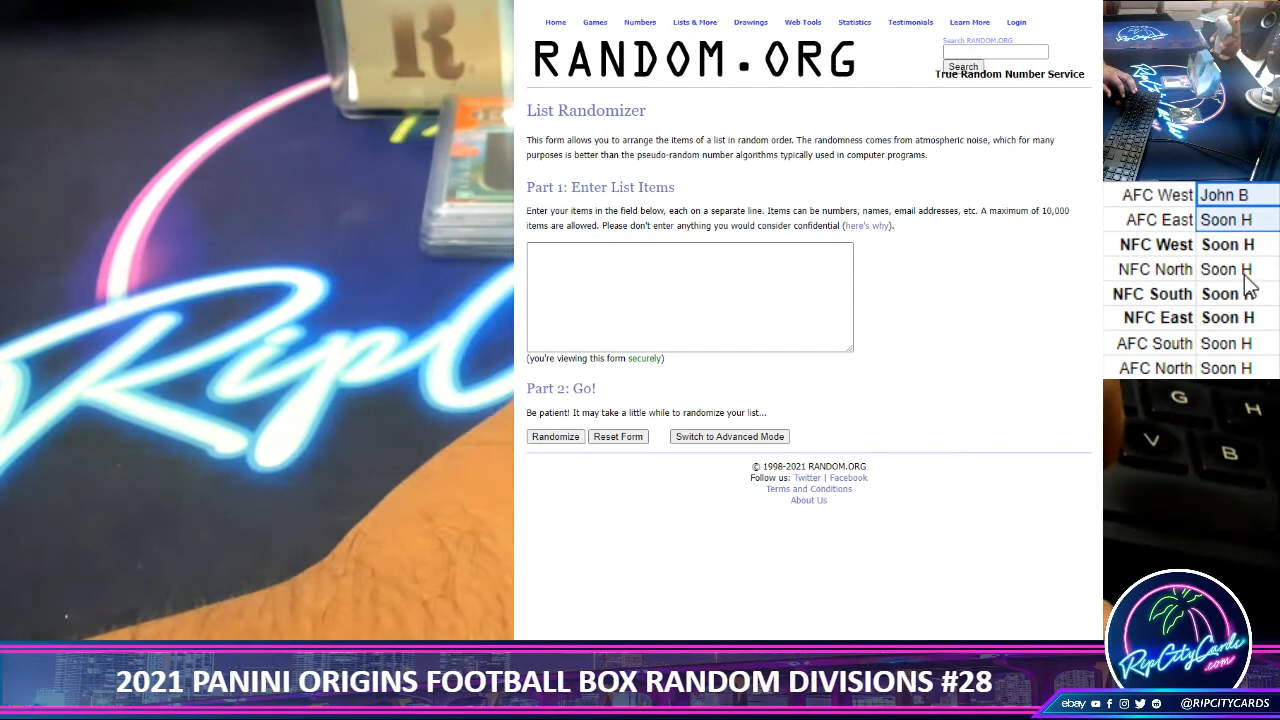 Home Games Numbers Lists & More Drawings Web Tools Statistics Testimonials Learn More Login
RANDOM.ORG
Search RANDOM.ORG
Search
True Random Number Service
List Randomizer
This form allows you to arrange the items of a list in random order. The randomness comes from atmospheric noise, which for many
purposes is better than the pseudo-random number algorithms typically used in computer programs.
Part 1: Enter List Items
Enter your items in the field below, each on a separate line. Items can be numbers, names, email addresses, etc. A maximum of 10,000
items are allowed. Please don't enter anything you would consider confidential (here's why).
(you're viewing this form securely)
Part 2: Go!
Be patient! It may take a little while to randomize your list...
Randomize Reset Form Switch to Advanced Mode
© 1998-2021 RANDOM.ORG
Follow us: Twitter | Facebook
Terms and Conditions
About Us
AFC West John B
AFC East Soon H
NFC West Soon H
NFC North Soon H
NFC South Soon H
NFC East Soon H
AFC South Soon H
AFC North Soon H
R
Rip
G H
V B
RipCityCards
.com
2021 PANINI ORIGINS FOOTBALL BOX RANDOM DIVISIONS #28
ebay @RIPCITYCARDS